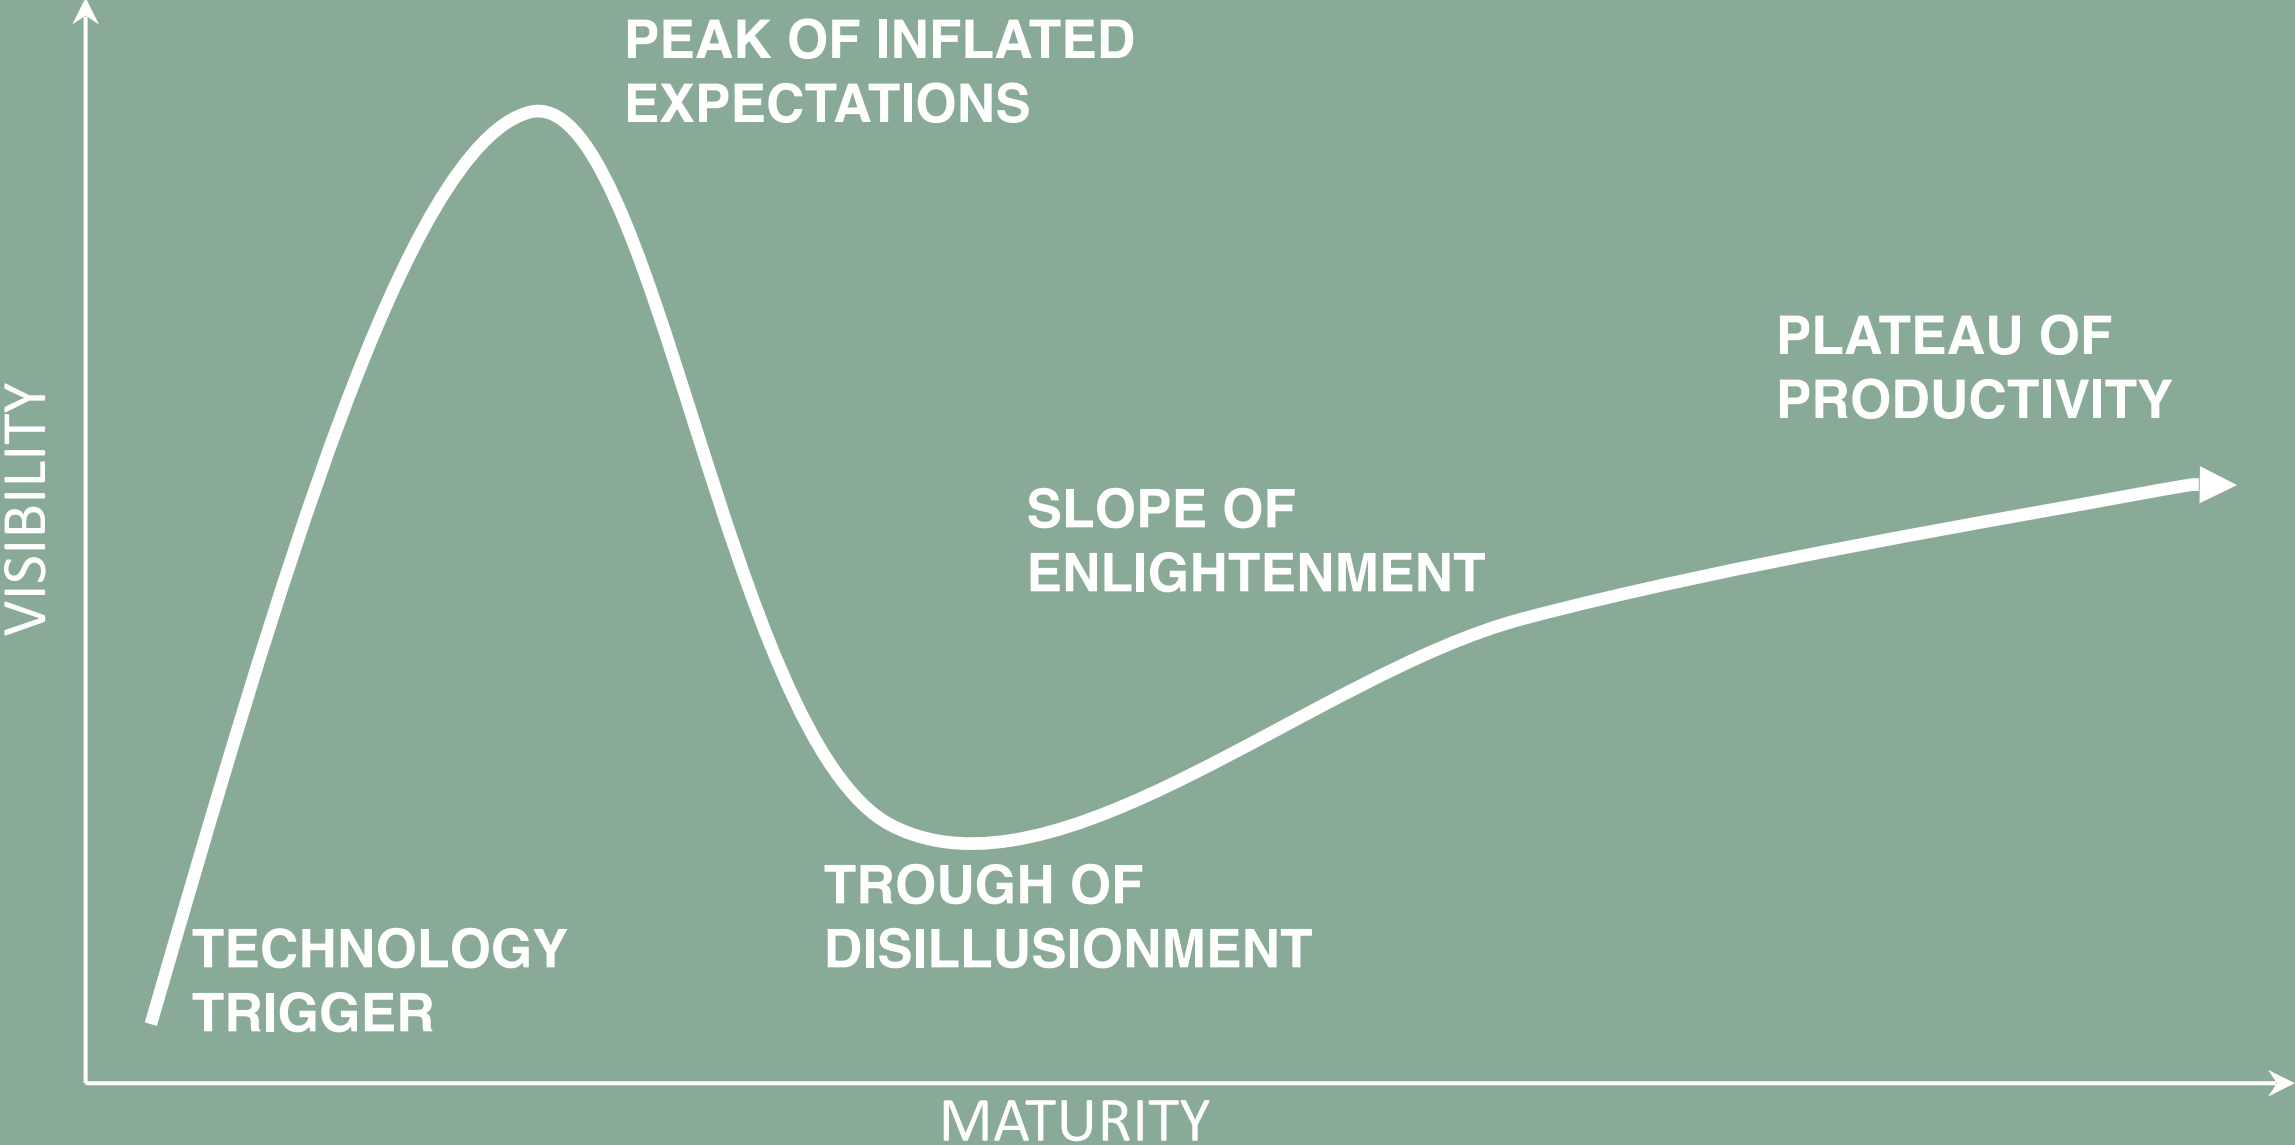 PEAK OF INFLATED
EXPECTATIONS
PLATEAU OF
PRODUCTIVITY
VISIBILITY
SLOPE OF
ENLIGHTENMENT
TROUGH OF
DISILLUSIONMENT
TECHNOLOGY
TRIGGER
MATURITY